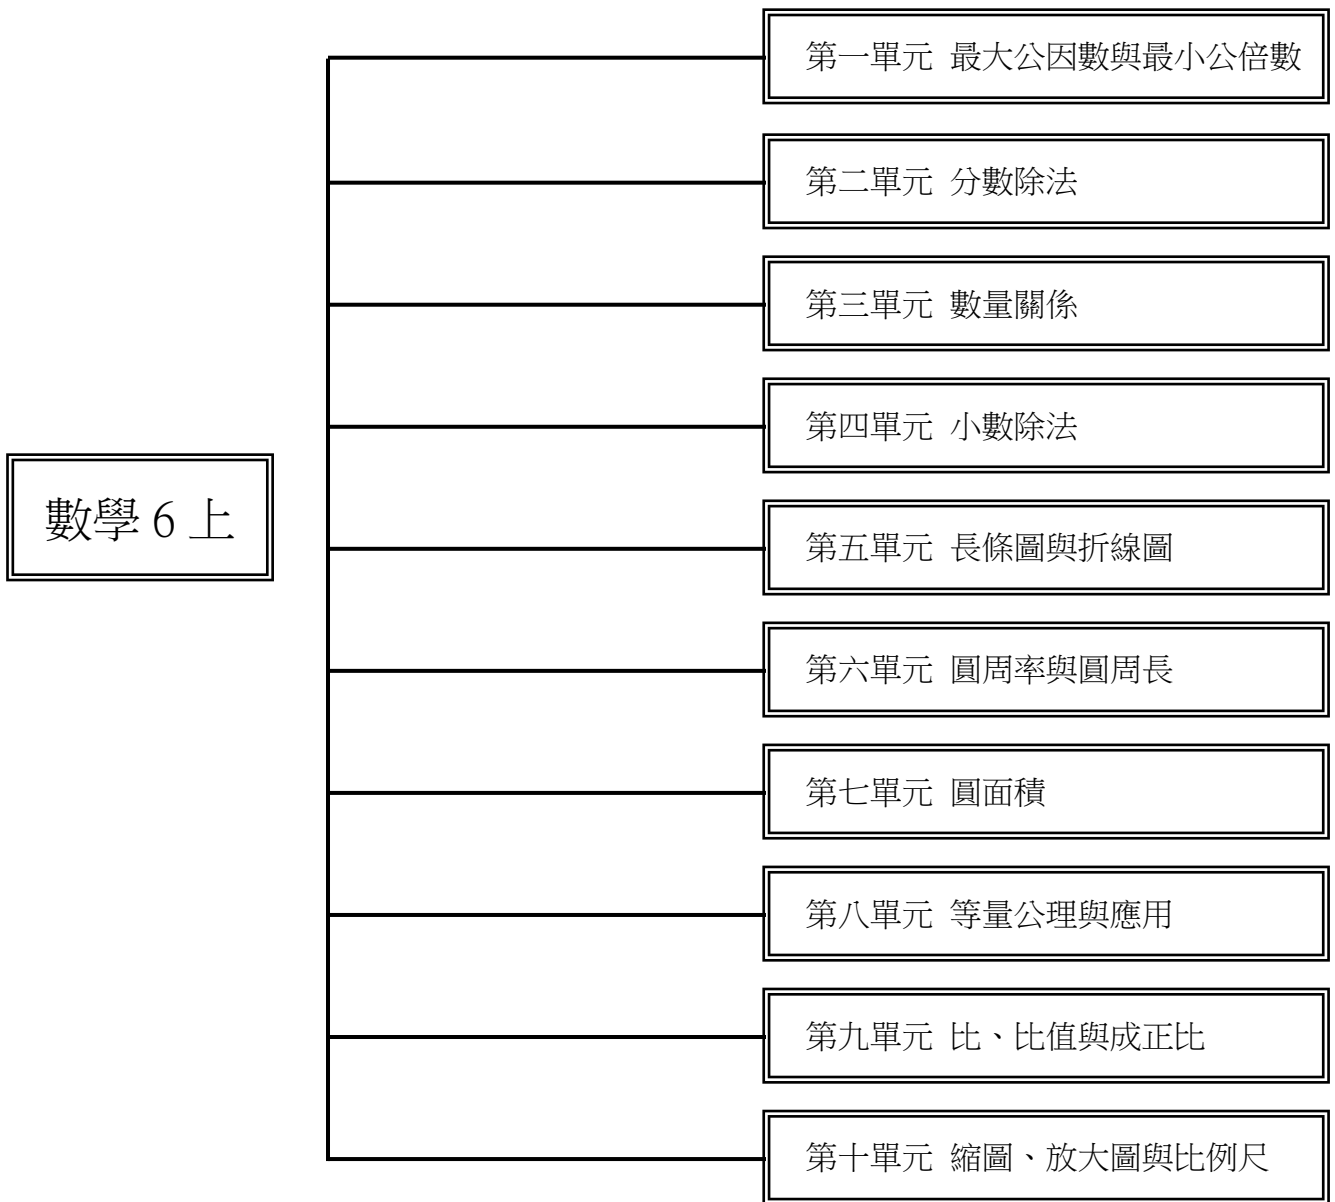 數學 6 上
第一單元 最大公因數與最小公倍數
第二單元 分數除法
第三單元 數量關係
第四單元 小數除法
第五單元 長條圖與折線圖
第六單元 圓周率與圓周長
第七單元 圓面積
第八單元 等量公理與應用
第九單元 比、比值與成正比
第十單元 縮圖、放大圖與比例尺